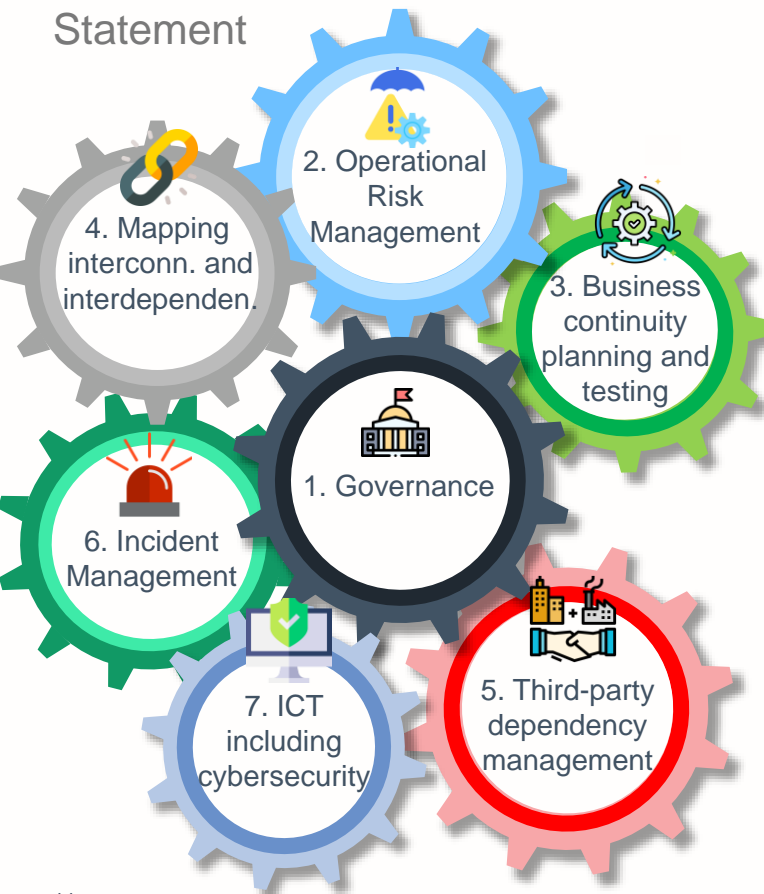 Statement
2. Operational
Risk
Management
4. Mapping
interconn. and
interdependen.
3. Business
continuity
planning and
testing
1. Governance
6. Incident
Management
5. Third-party
dependency
management
7. ICT
including
cybersecurity